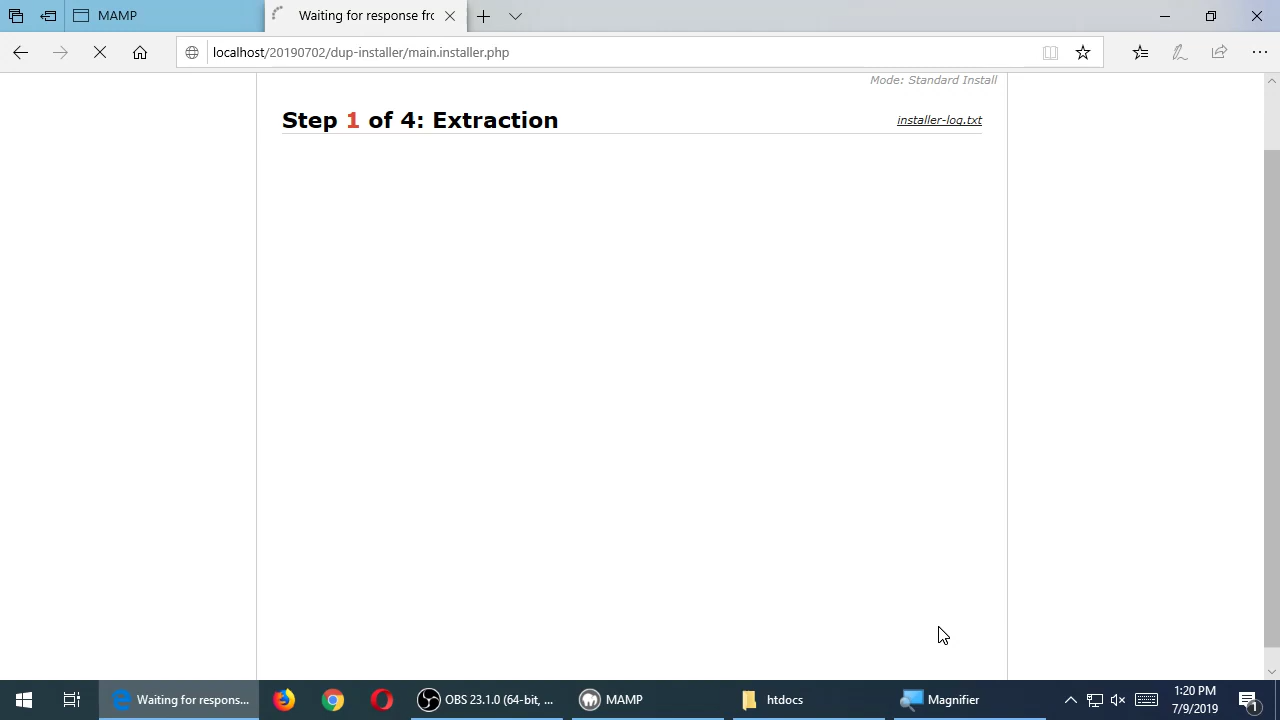 MAMP
Waiting for response fro
localhost/20190702/dup-installer/main.installer.php
Mode: Standard Install
Step 1 of 4: Extraction
installer-log.txt
Waiting for respons...
OBS 23.1.0 (64-bit, ...
MAMP
htdocs
Magnifier
1:20 PM
7/9/2019
1